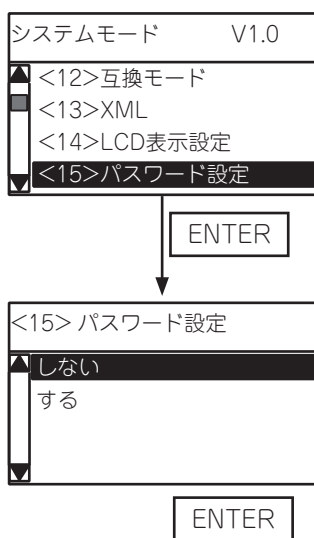 システムモード V1.0
<12>互換モード
<13>XML
<14>LCD表示設定
<15>パスワード設定
ENTER
<15> パスワード設定
しない
する
ENTER